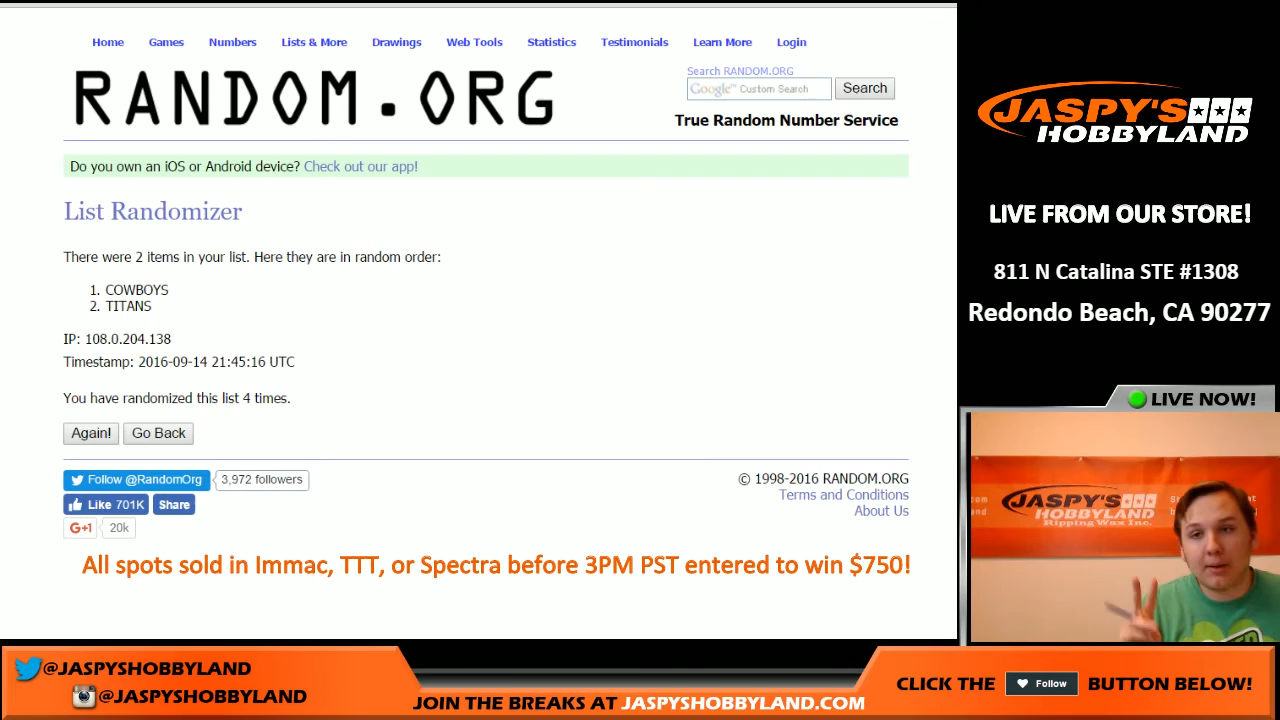 Home Games Numbers Lists & More Drawings Web Tools Statistics Testimonials Learn More Login
RANDOM.ORG
Search RANDOM.ORG
Google™ Custom Search Search
True Random Number Service
Do you own an iOS or Android device? Check out our app!
List Randomizer
There were 2 items in your list. Here they are in random order:
1. COWBOYS
2. TITANS
IP: 108.0.204.138
Timestamp: 2016-09-14 21:45:16 UTC
You have randomized this list 4 times.
Again! Go Back
Follow @RandomOrg 3,972 followers
Like 701K Share
G+1 20k
© 1998-2016 RANDOM.ORG
Terms and Conditions
About Us
All spots sold in Immac, TTT, or Spectra before 3PM PST entered to win $750!
JASPY'S
HOBBYLAND
LIVE FROM OUR STORE!
811 N Catalina STE #1308
Redondo Beach, CA 90277
LIVE NOW!
JASPY'S
HOBBYLAND
Ripping Wax Inc.
@JASPYSHOBBYLAND
@JASPYSHOBBYLAND
JOIN THE BREAKS AT JASPYSHOBBYLAND.COM
CLICK THE Follow BUTTON BELOW!